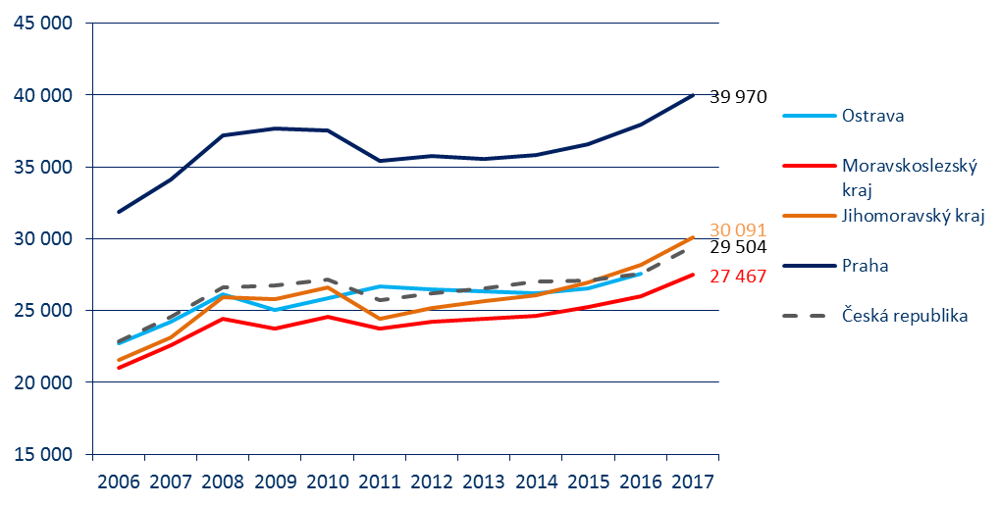 45 000
40 000
35 000
30 000
25 000
20 000
15 000
2006 2007 2008 2009 2010 2011 2012 2013 2014 2015 2016 2017
39 970
30 091
29 504
27 467
Ostrava
Moravskoslezský
kraj
Jihomoravský kraj
Praha
Česká republika